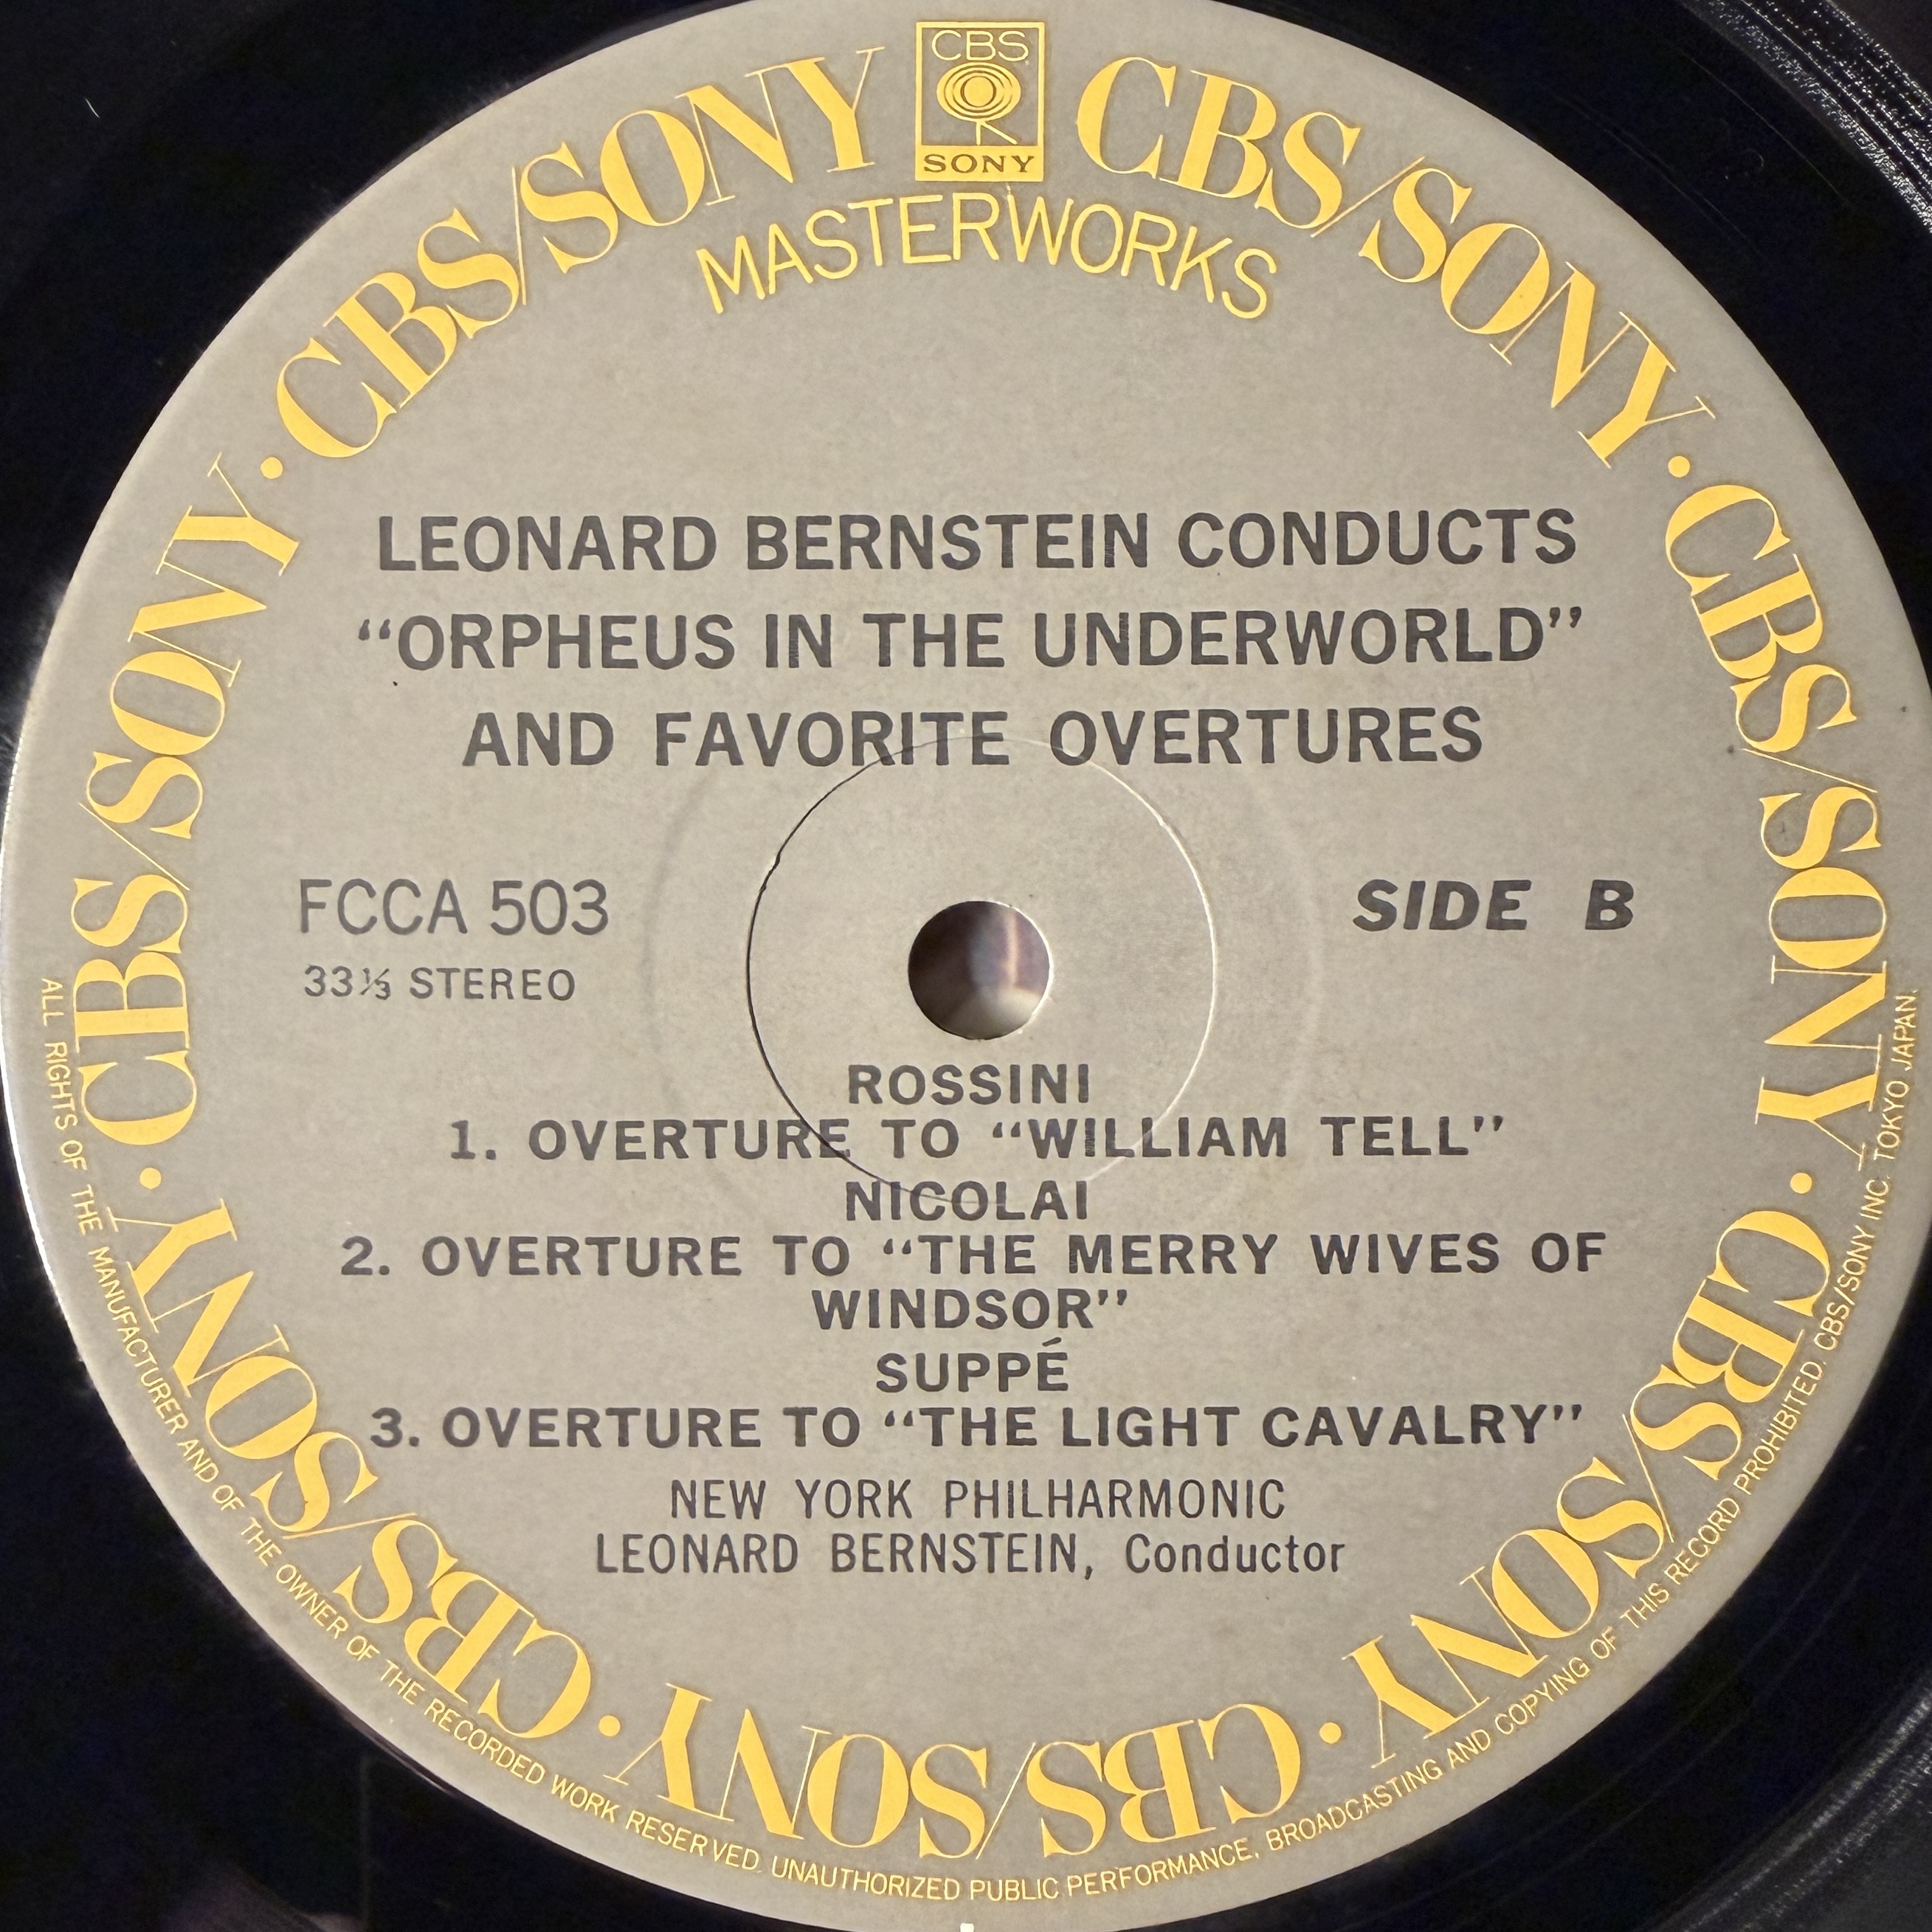 CBS
SONY
CBS/SONY · CBS/SONY · CBS/SONY · CBS/SONY · CBS/SONY · CBS/SONY · CBS/SONY
MASTERWORKS
LEONARD BERNSTEIN CONDUCTS
“ORPHEUS IN THE UNDERWORLD”
AND FAVORITE OVERTURES
FCCA 503
SIDE B
33⅓ STEREO
ROSSINI
1. OVERTURE TO “WILLIAM TELL”
NICOLAI
2. OVERTURE TO “THE MERRY WIVES OF
WINDSOR”
SUPPÉ
3. OVERTURE TO “THE LIGHT CAVALRY”
NEW YORK PHILHARMONIC
LEONARD BERNSTEIN, Conductor
ALL RIGHTS OF THE MANUFACTURER AND OF THE OWNER OF THE RECORDED WORK RESERVED. UNAUTHORIZED PUBLIC PERFORMANCE, BROADCASTING AND COPYING OF THIS RECORD PROHIBITED. CBS/SONY INC. TOKYO JAPAN.